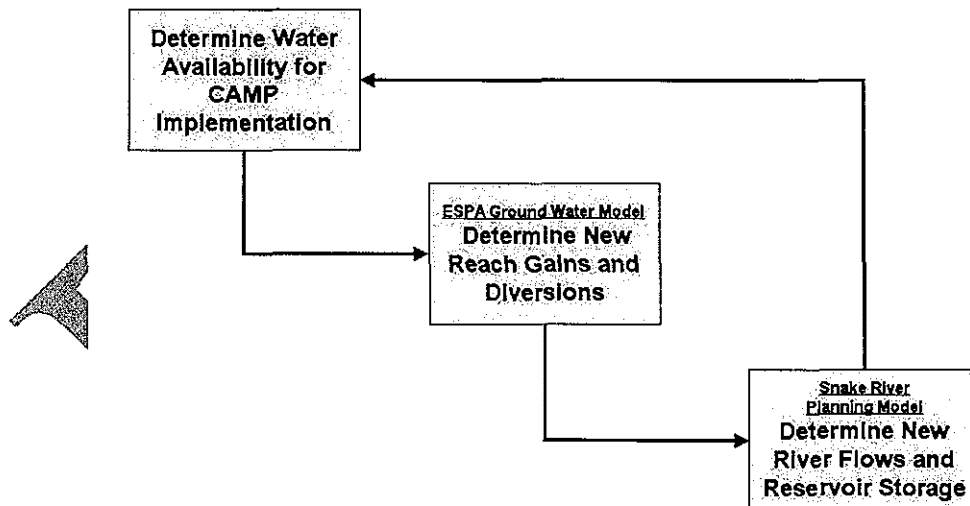 Determine Water
Availability for
CAMP
Implementation
ESPA Ground Water Model
Determine New
Reach Gains and
Diversions
Snake River
Planning Model
Determine New
River Flows and
Reservoir Storage